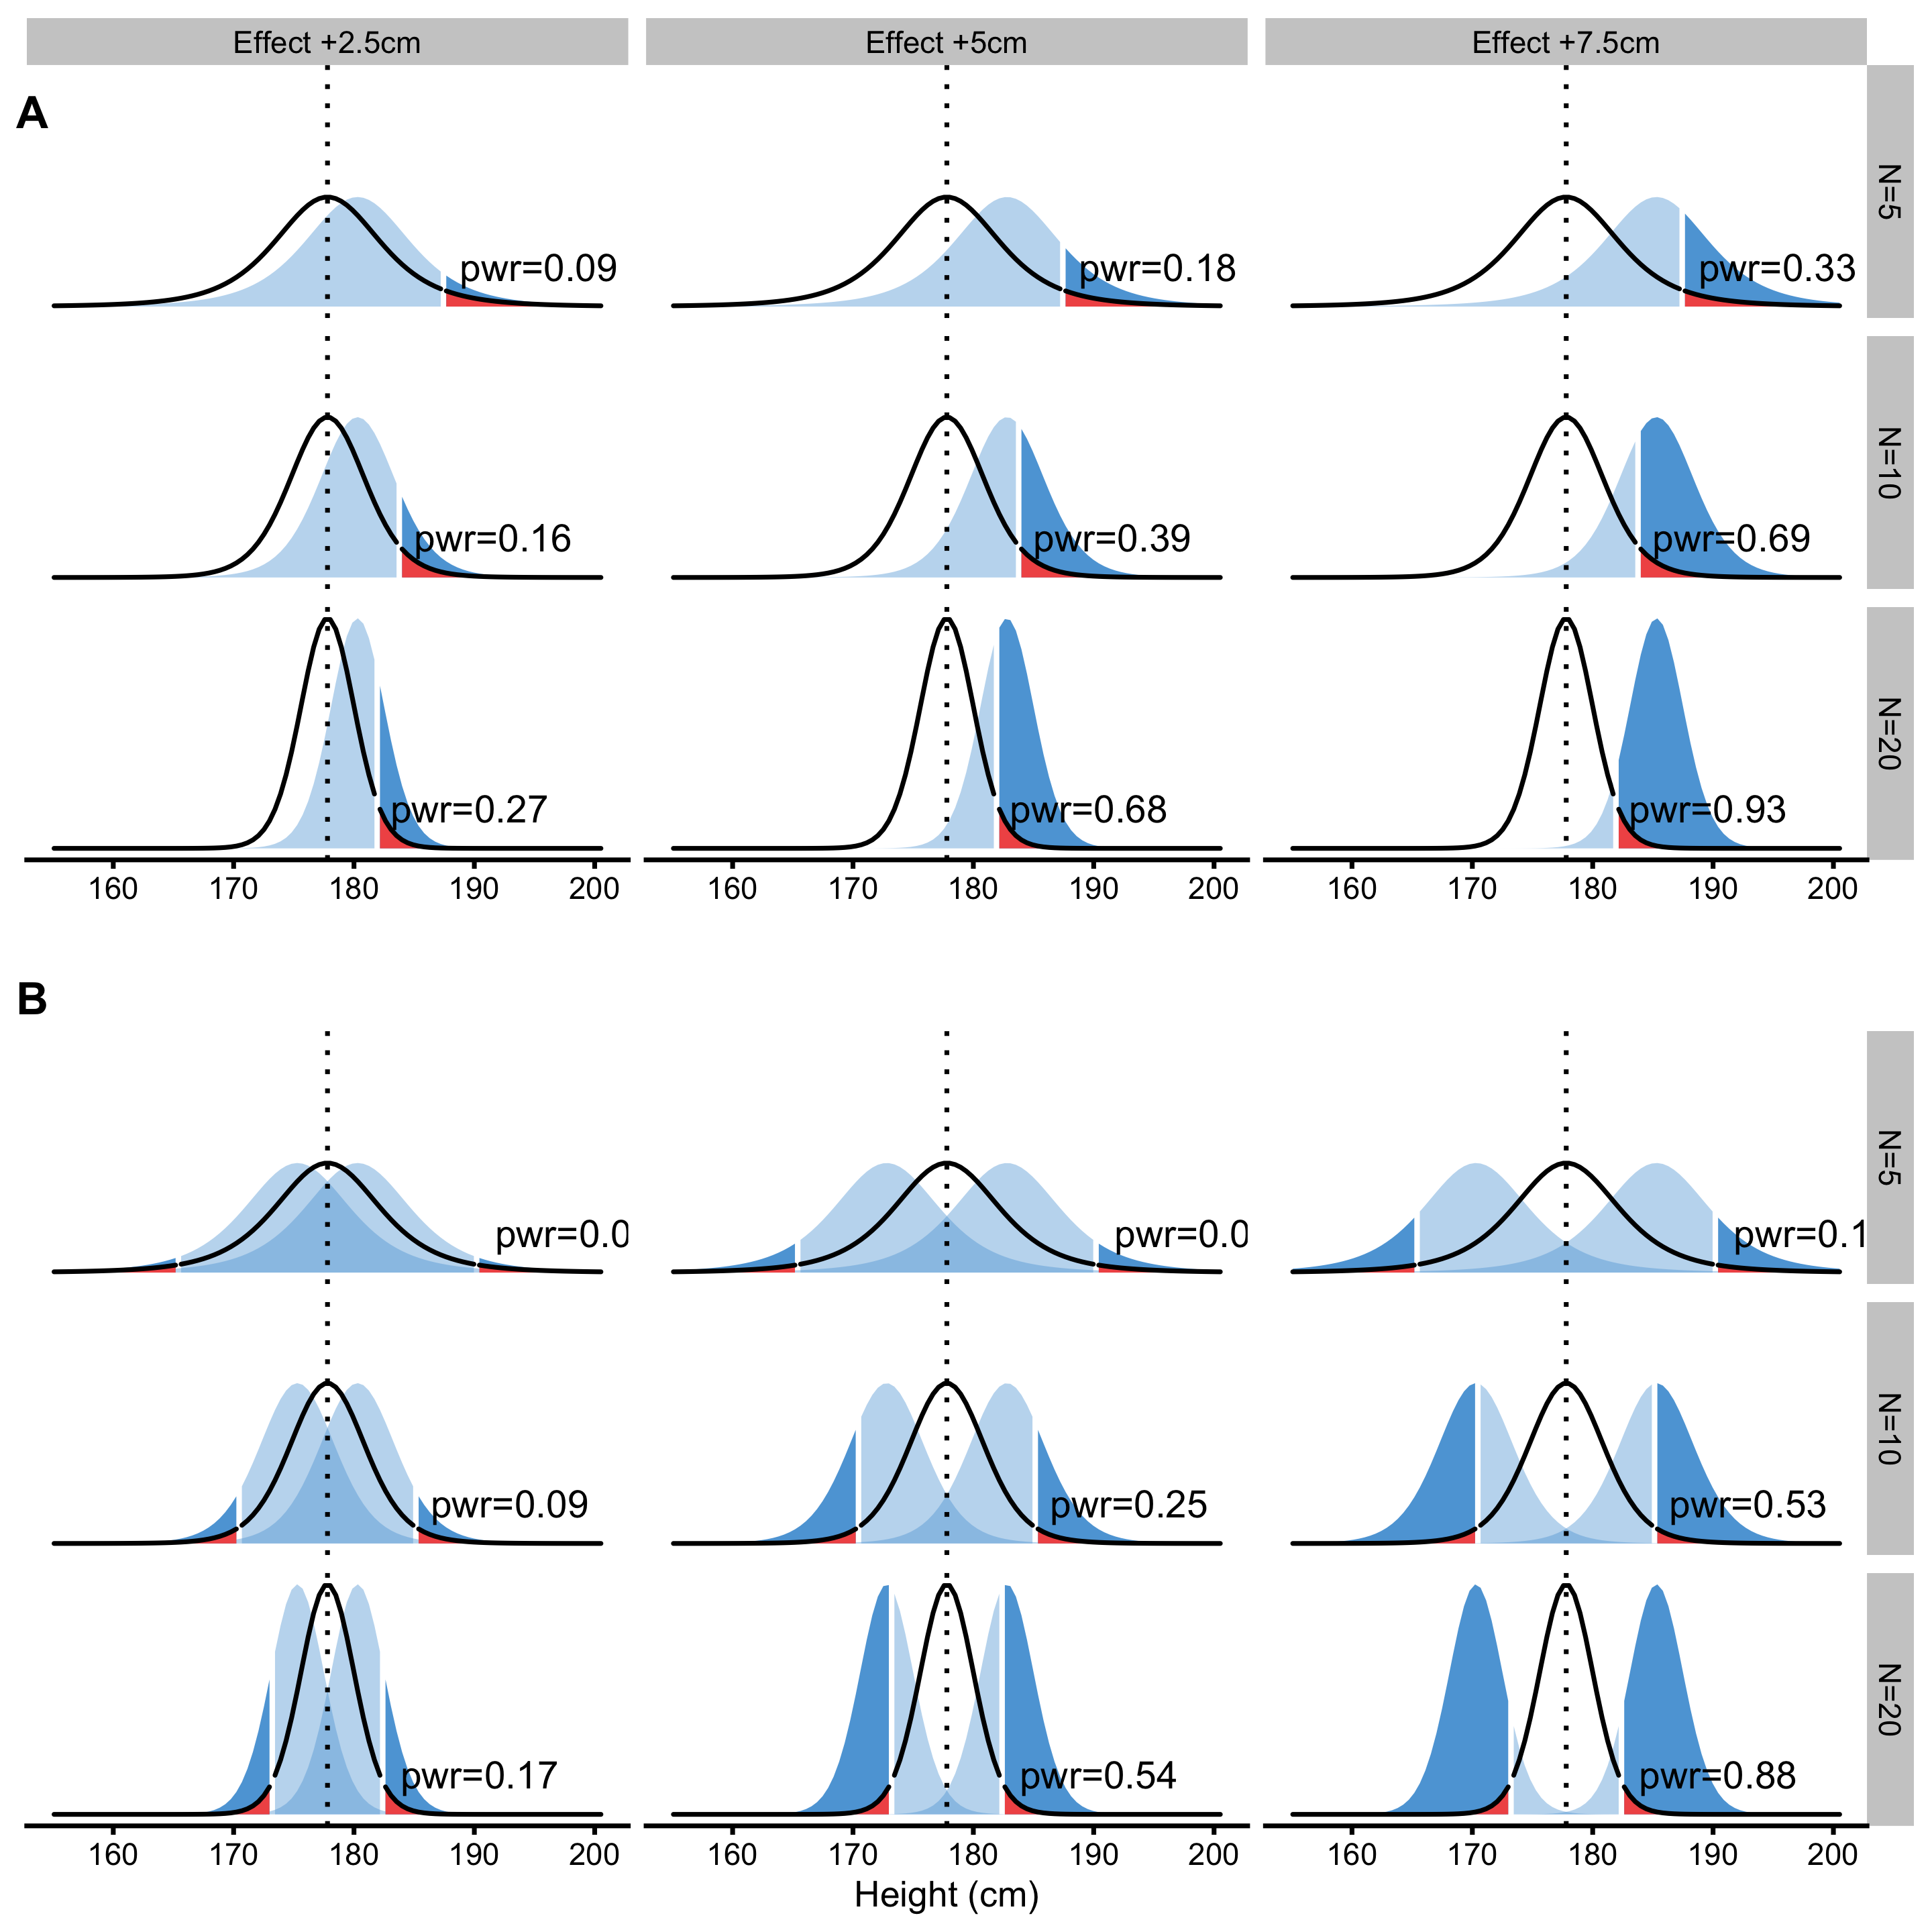 Effect +2.5cm Effect +5cm Effect +7.5cm
A
pwr=0.09 pwr=0.18 pwr=0.33 N=5
pwr=0.16 pwr=0.39 pwr=0.69 N=10
pwr=0.27 pwr=0.68 pwr=0.93 N=20
160 170 180 190 200 160 170 180 190 200 160 170 180 190 200
B
pwr=0.0 pwr=0.0 pwr=0.1 N=5
pwr=0.09 pwr=0.25 pwr=0.53 N=10
pwr=0.17 pwr=0.54 pwr=0.88 N=20
160 170 180 190 200 160 170 180 190 200 160 170 180 190 200
Height (cm)